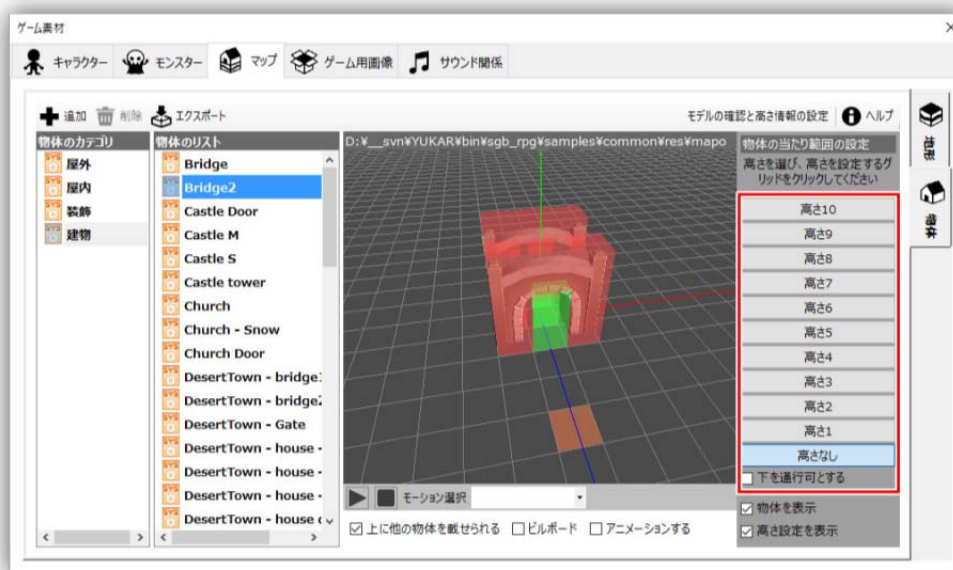 ゲーム素材
キャラクター モンスター マップ ゲーム用画像 サウンド関係
追加 削除 エクスポート モデルの確認と高さ情報の設定 ヘルプ
物体のカテゴリ
屋外
屋内
装飾
建物
物体のリスト
Bridge
Bridge2
Castle Door
Castle M
Castle S
Castle tower
Church
Church - Snow
Church Door
DesertTown - bridge
DesertTown - bridge2
DesertTown - Gate
DesertTown - house -
DesertTown - house -
DesertTown - house -
DesertTown - house
D:¥__svn¥YUKAR¥bin¥sgb_rpg¥samples¥common¥res¥mapo
モーション選択
上に他の物体を載せられる ビルボード アニメーションする
物体の当たり範囲の設定
高さを選び、高さを設定するグ
リッドをクリックしてください
高さ10
高さ9
高さ8
高さ7
高さ6
高さ5
高さ4
高さ3
高さ2
高さ1
高さなし
下を通行可とする
物体を表示
高さ設定を表示
地形
物体